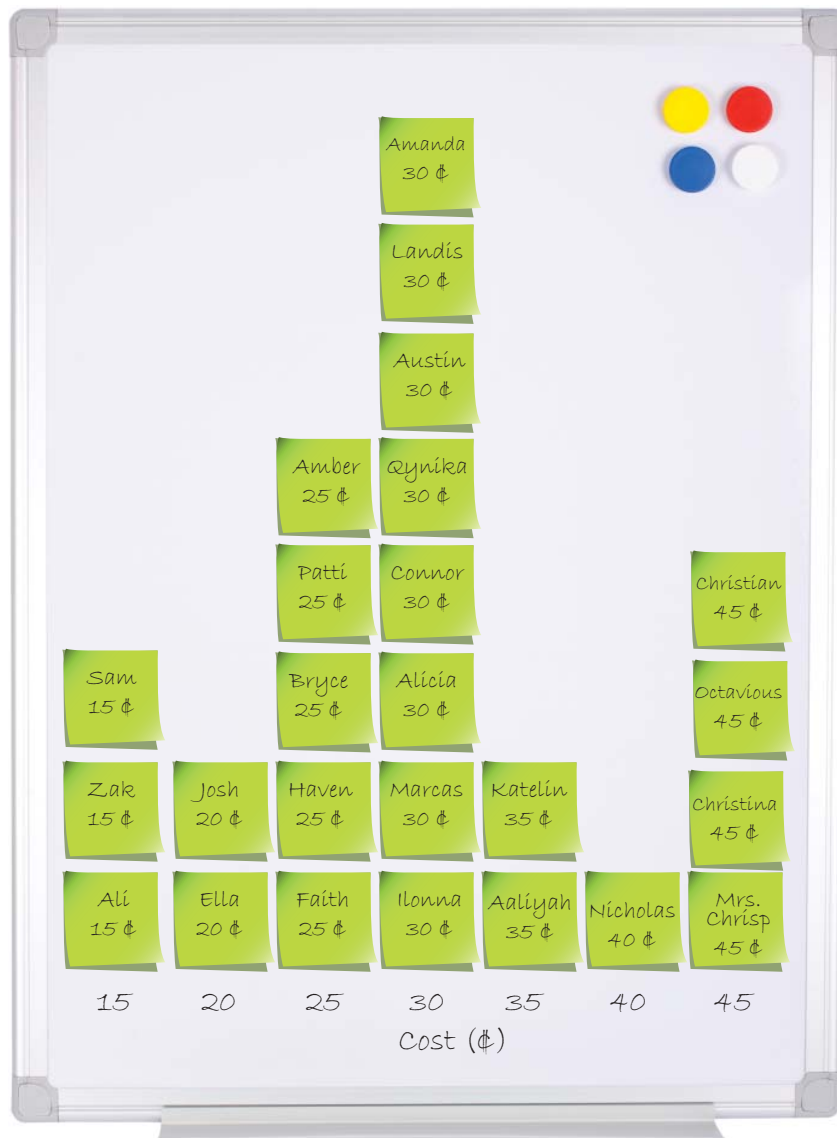 Amanda
30 ¢
Landis
30 ¢
Austin
30 ¢
Amber
25 ¢
Qynika
30 ¢
Patti
25 ¢
Connor
30 ¢
Christian
45 ¢
Sam
15 ¢
Bryce
25 ¢
Alicia
30 ¢
Octavious
45 ¢
Zak
15 ¢
Josh
20 ¢
Haven
25 ¢
Marcas
30 ¢
Katelin
35 ¢
Christina
45 ¢
Ali
15 ¢
Ella
20 ¢
Faith
25 ¢
Ilonna
30 ¢
Aaliyah
35 ¢
Nicholas
40 ¢
Mrs.
Chrisp
45 ¢
15 20 25 30 35 40 45
Cost (¢)